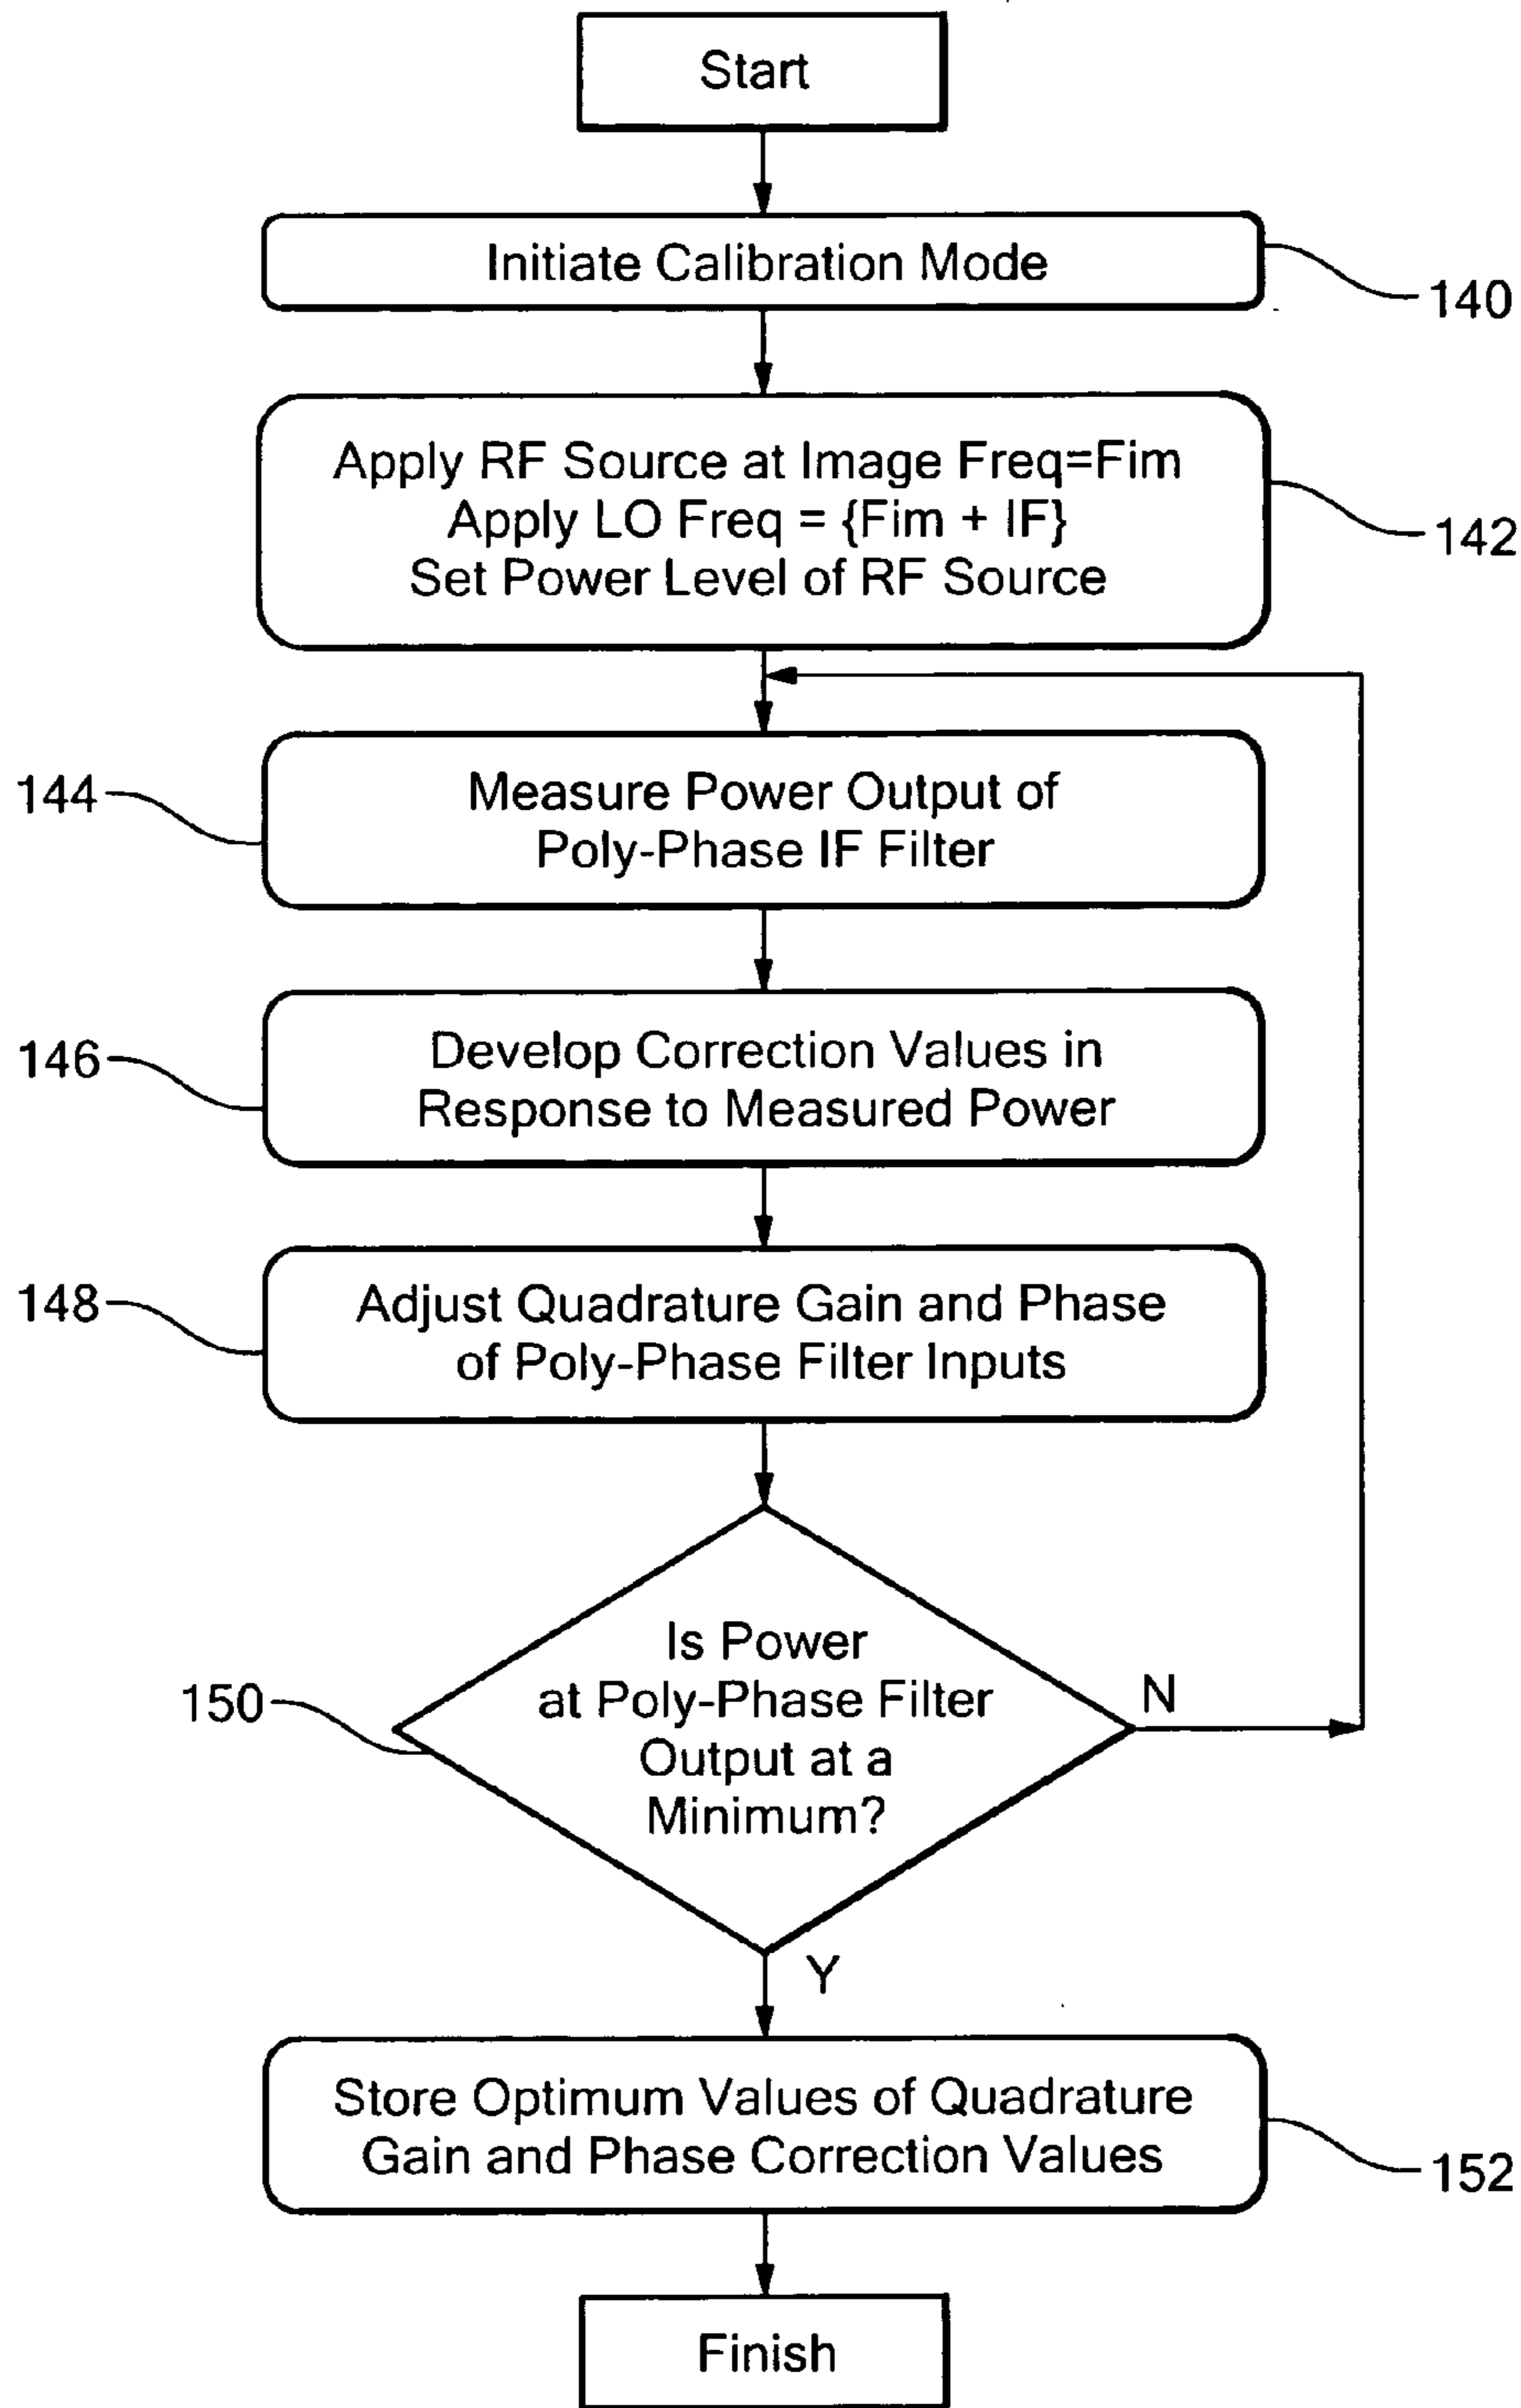 Start
Initiate Calibration Mode
140
Apply RF Source at Image Freq=Fim
Apply LO Freq = {Fim + IF}
Set Power Level of RF Source
142
144
Measure Power Output of
Poly-Phase IF Filter
146
Develop Correction Values in
Response to Measured Power
148
Adjust Quadrature Gain and Phase
of Poly-Phase Filter Inputs
150
Is Power
at Poly-Phase Filter
Output at a
Minimum?
N
Y
Store Optimum Values of Quadrature
Gain and Phase Correction Values
152
Finish